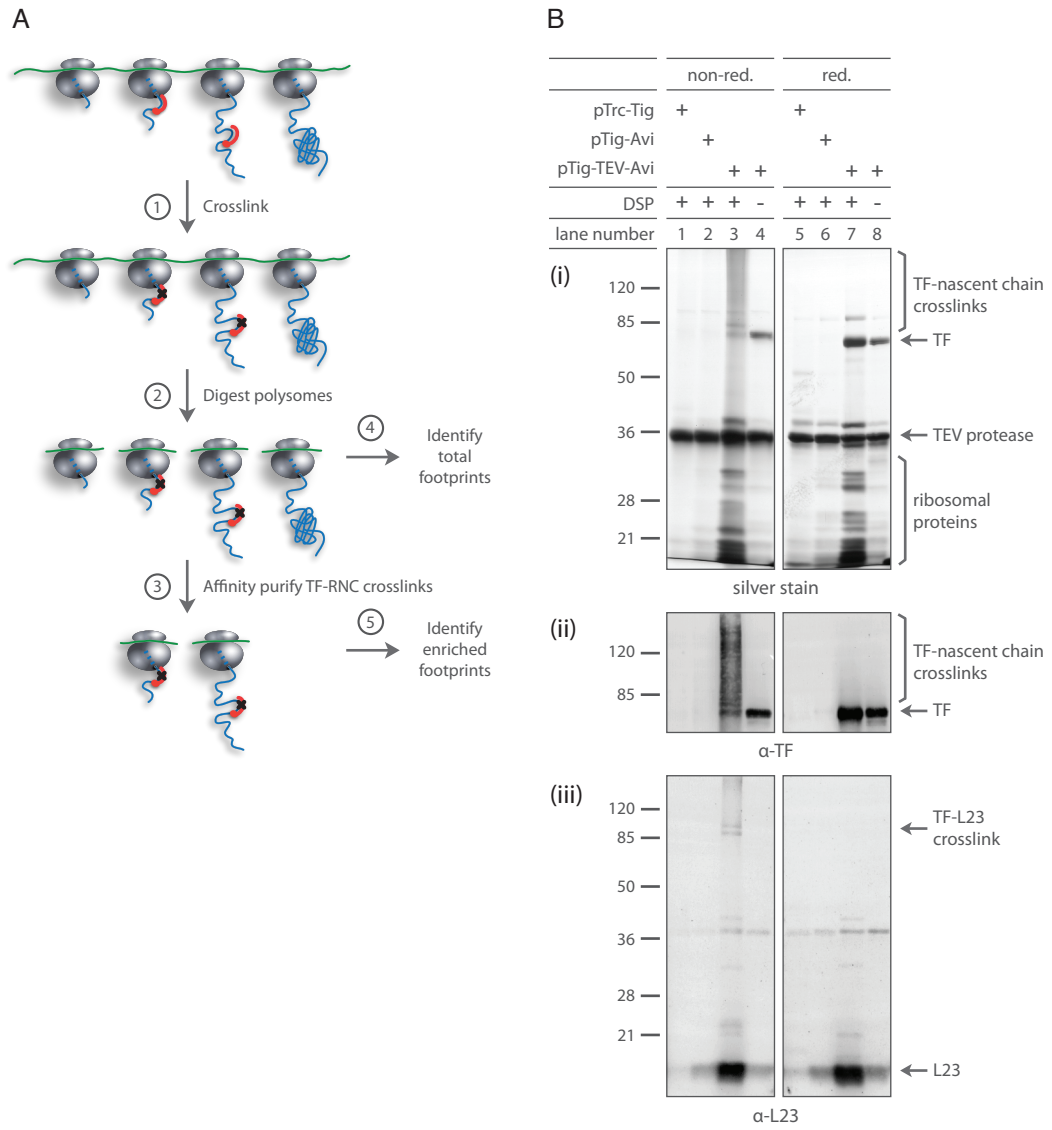 A
1 Crosslink
2 Digest polysomes
4
Identify
total
footprints
3 Affinity purify TF-RNC crosslinks
5
Identify
enriched
footprints
B
non-red. red.
pTrc-Tig + +
pTig-Avi + +
pTig-TEV-Avi + + + +
DSP + + + - + + + -
lane number 1 2 3 4 5 6 7 8
(i)
120
85
50
36
28
21
TF-nascent chain
crosslinks
TF
TEV protease
ribosomal
proteins
silver stain
(ii)
120
85
TF-nascent chain
crosslinks
TF
α-TF
(iii)
120
85
50
36
28
21
TF-L23
crosslink
L23
α-L23